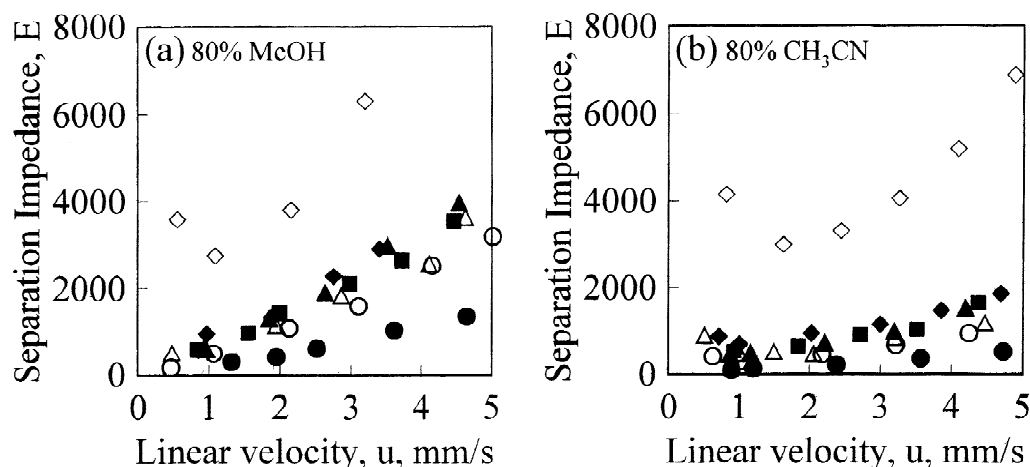 Separation Impedance, E
8000
6000
4000
2000
0
(a) 80% McOH
0 1 2 3 4 5
Linear velocity, u, mm/s
Separation Impedance, E
8000
6000
4000
2000
0
(b) 80% CH₃CN
0 1 2 3 4 5
Linear velocity, u, mm/s